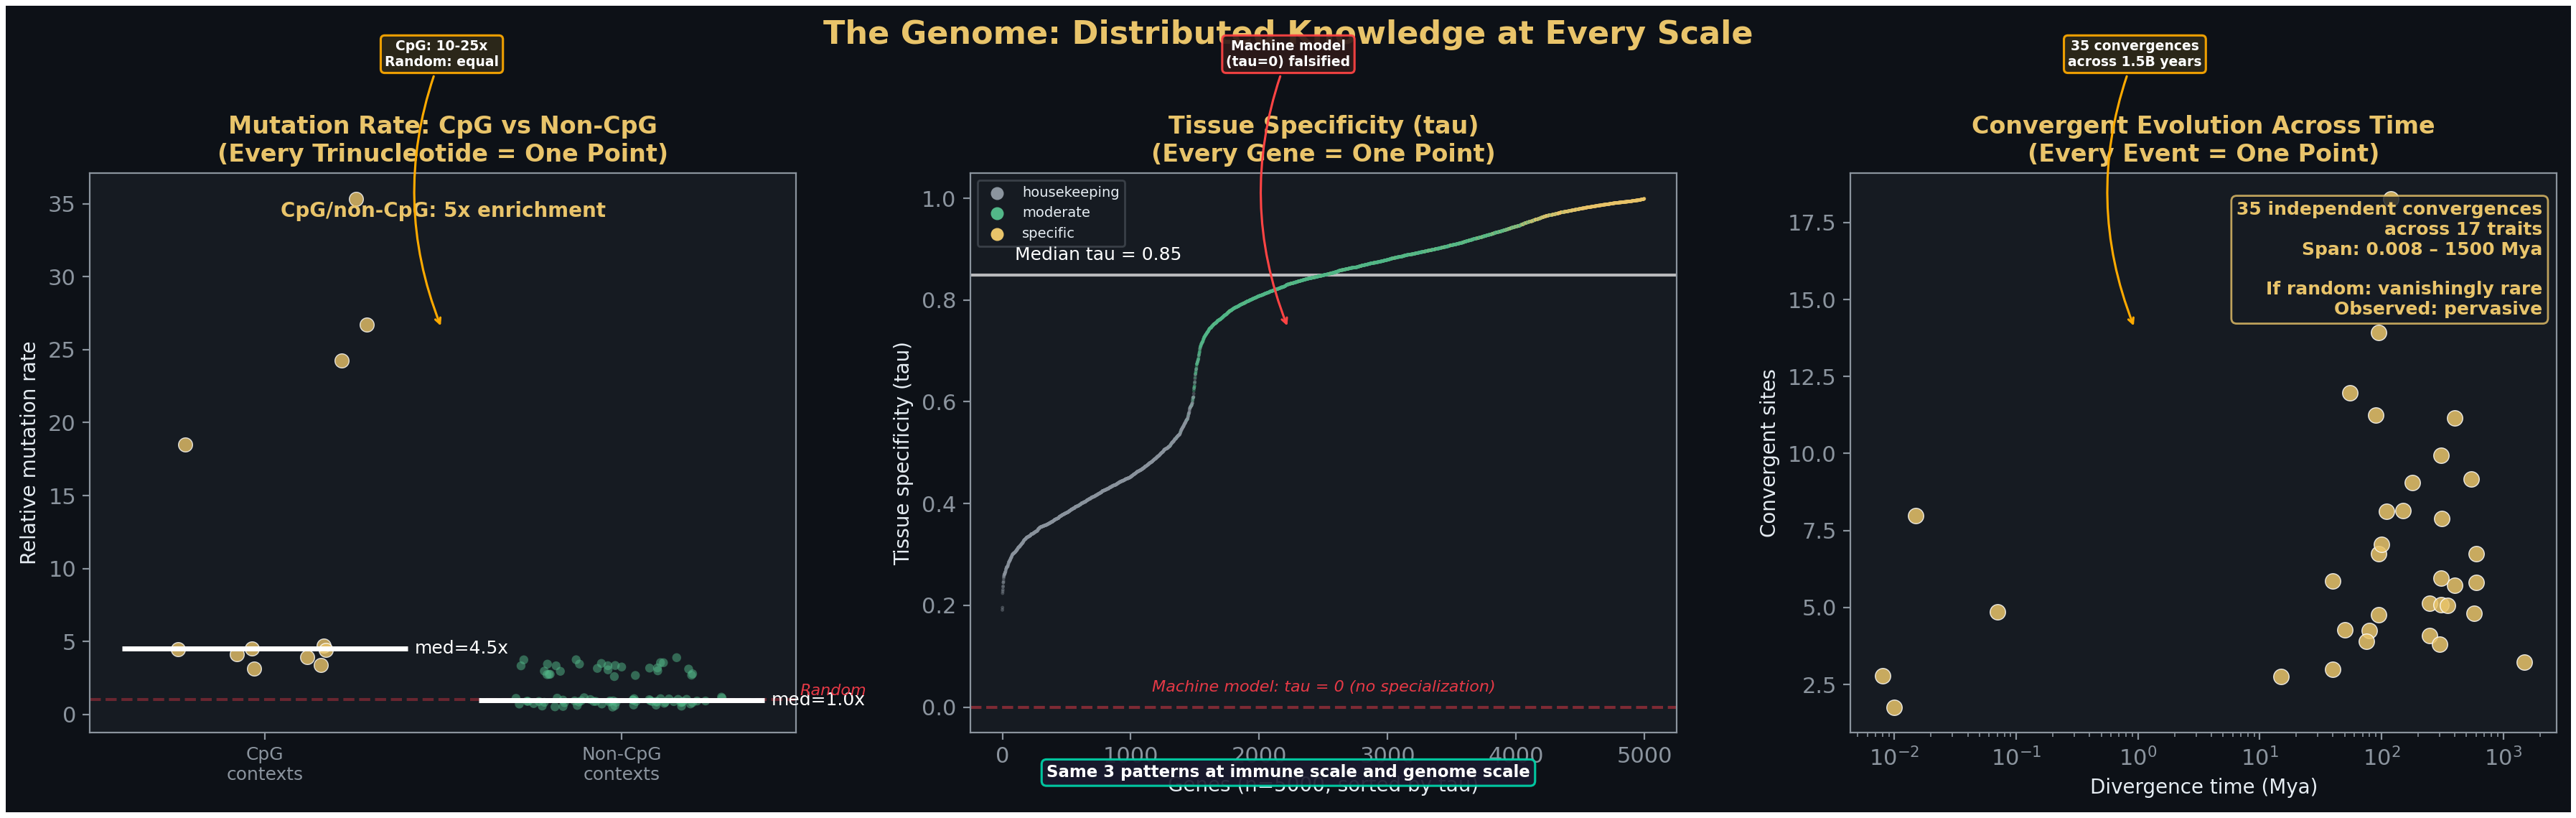 The Genome: Distributed Knowledge at Every Scale
CpG: 10-25x
Random: equal
Machine model
(tau=0) falsified
35 convergences
across 1.5B years
Mutation Rate: CpG vs Non-CpG
(Every Trinucleotide = One Point)
CpG/non-CpG: 5x enrichment
Relative mutation rate
35
30
25
20
15
10
5
0
med=4.5x
Random
med=1.0x
CpG
contexts
Non-CpG
contexts
Tissue Specificity (tau)
(Every Gene = One Point)
housekeeping
moderate
specific
Median tau = 0.85
Tissue specificity (tau)
1.0
0.8
0.6
0.4
0.2
0.0
Machine model: tau = 0 (no specialization)
0 1000 2000 3000 4000 5000
Same 3 patterns at immune scale and genome scale
Genes (n=5000, sorted by tau)
Convergent Evolution Across Time
(Every Event = One Point)
35 independent convergences
across 17 traits
Span: 0.008 – 1500 Mya
If random: vanishingly rare
Observed: pervasive
Convergent sites
17.5
15.0
12.5
10.0
7.5
5.0
2.5
10⁻² 10⁻¹ 10⁰ 10¹ 10² 10³
Divergence time (Mya)